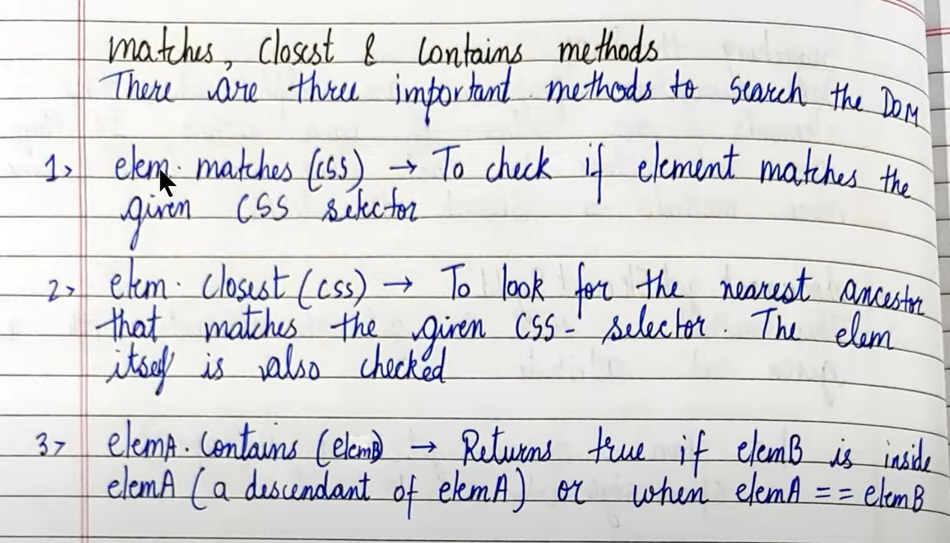 matches, closest & contains methods
There are three important methods to search the DOM
1> elem. matches (css) → To check if element matches the
given CSS selector
2> elem. closest (css) → To look for the nearest ancestor
that matches the given CSS- selector. The elem
itself is also checked
3> elemA. contains (elemB) → Returns true if elemB is inside
elemA (a descendant of elemA) or when elemA == elemB